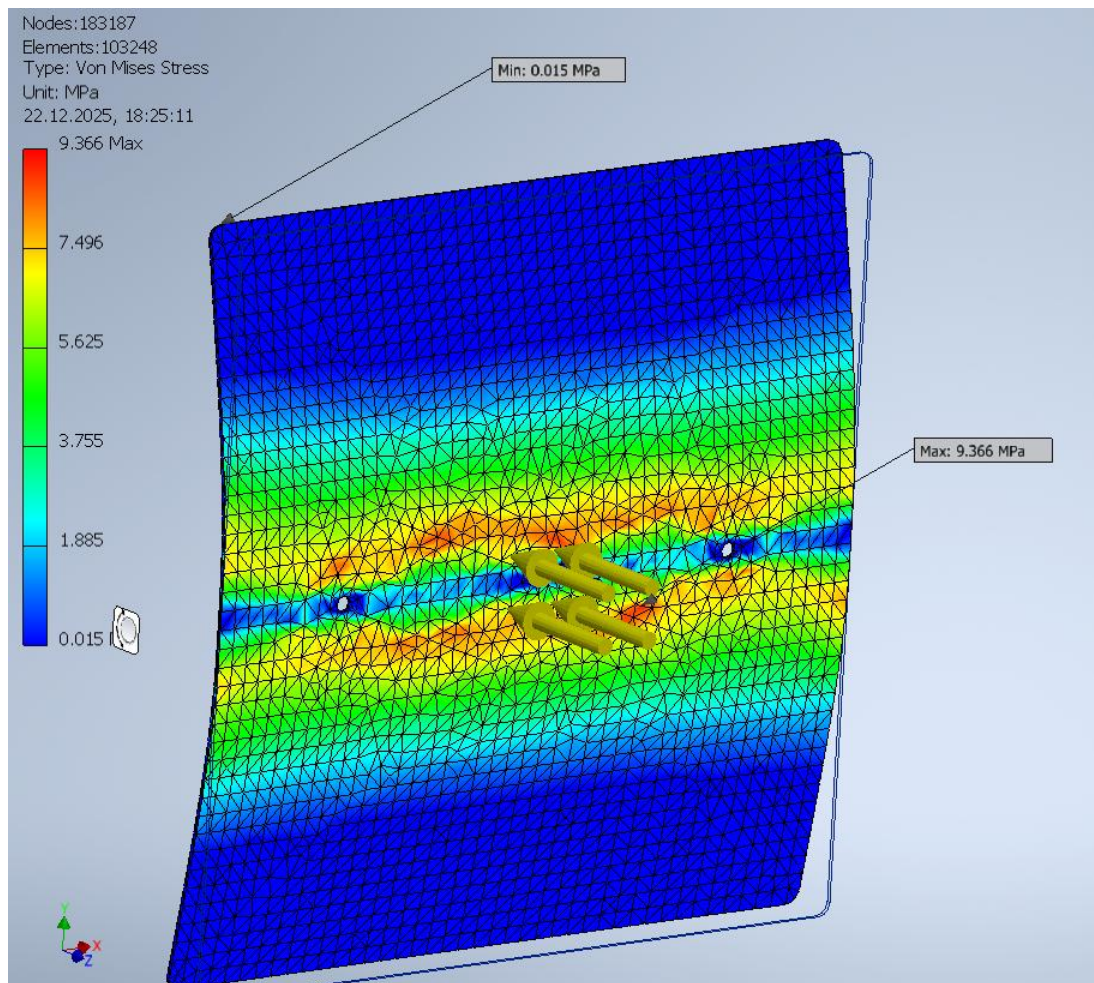 Nodes:183187
Elements:103248
Type: Von Mises Stress
Unit: MPa
22.12.2025, 18:25:11
9.366 Max
7.496
5.625
3.755
1.885
0.015
Min: 0.015 MPa
Max: 9.366 MPa
Y
X
Z